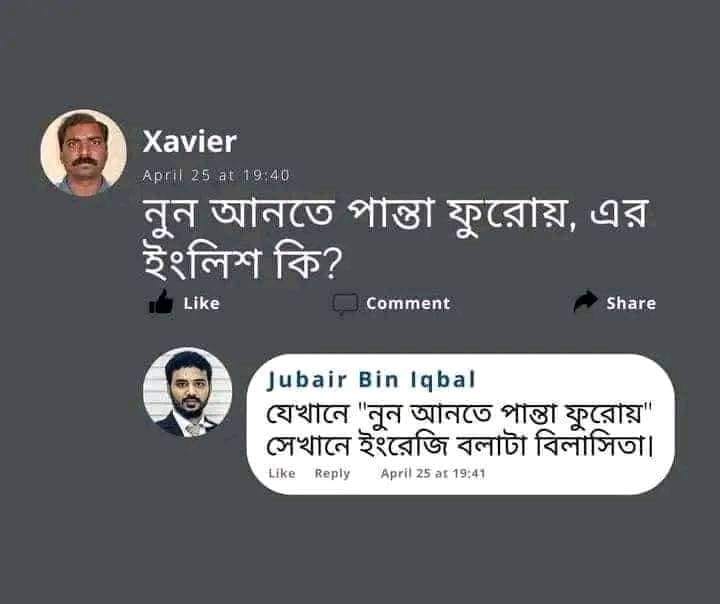 Xavier
April 25 at 19:40
নুন আনতে পান্তা ফুরোয়, এর
ইংলিশ কি?
Like Comment Share
Jubair Bin Iqbal
যেখানে "নুন আনতে পান্তা ফুরোয়"
সেখানে ইংরেজি বলাটা বিলাসিতা।
Like Reply April 25 at 19:41